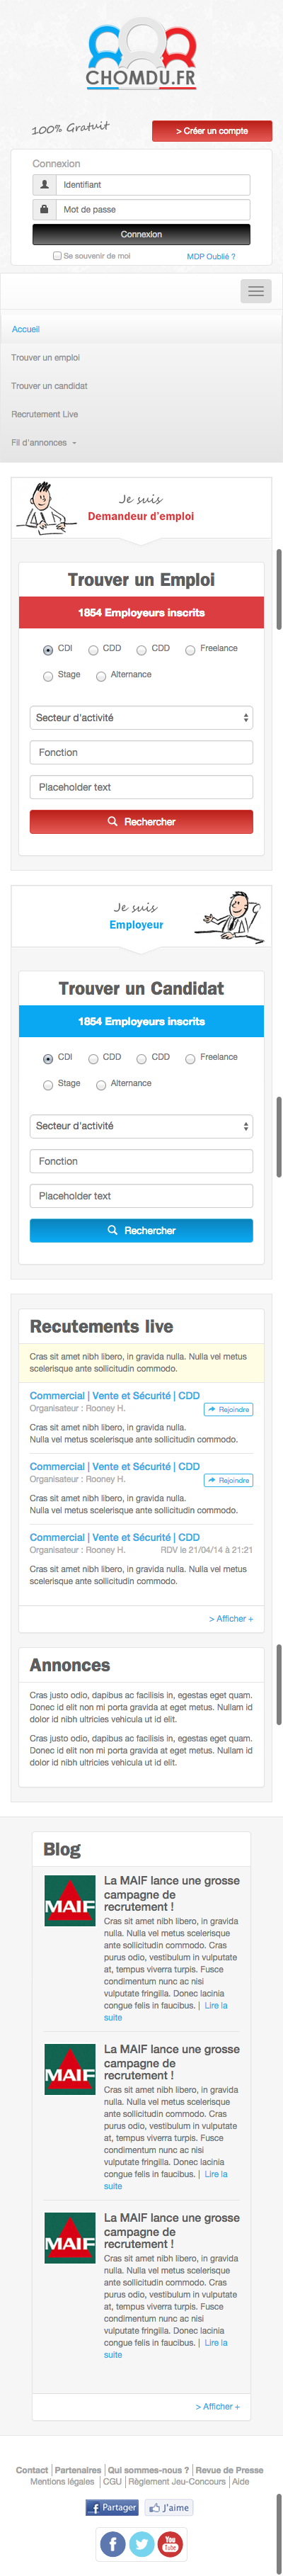 CHOMDU.FR
100% Gratuit
> Créer un compte
Connexion
Identifiant
Mot de passe
Connexion
Se souvenir de moi
MDP Oublié ?
Accueil
Trouver un emploi
Trouver un candidat
Recrutement Live
Fil d'annonces
Je suis
Demandeur d'emploi
Trouver un Emploi
1854 Employeurs inscrits
CDI CDD CDD Freelance
Stage Alternance
Secteur d'activité
Fonction
Placeholder text
Rechercher
Je suis
Employeur
Trouver un Candidat
1854 Employeurs inscrits
CDI CDD CDD Freelance
Stage Alternance
Secteur d'activité
Fonction
Placeholder text
Rechercher
Recutements live
Cras sit amet nibh libero, in gravida nulla. Nulla vel metus
scelerisque ante sollicitudin commodo.
Commercial | Vente et Sécurité | CDD
Organisateur : Rooney H. Rejoindre
Cras sit amet nibh libero, in gravida nulla.
Nulla vel metus scelerisque ante sollicitudin commodo.
Commercial | Vente et Sécurité | CDD
Organisateur : Rooney H. Rejoindre
Cras sit amet nibh libero, in gravida nulla.
Nulla vel metus scelerisque ante sollicitudin commodo.
Commercial | Vente et Sécurité | CDD
Organisateur : Rooney H. RDV le 21/04/14 à 21:21
Cras sit amet nibh libero, in gravida nulla. Nulla vel metus
scelerisque ante sollicitudin commodo.
> Afficher +
Annonces
Cras justo odio, dapibus ac facilisis in, egestas eget quam.
Donec id elit non mi porta gravida at eget metus. Nullam id
dolor id nibh ultricies vehicula ut id elit.
Cras justo odio, dapibus ac facilisis in, egestas eget quam.
Donec id elit non mi porta gravida at eget metus. Nullam id
dolor id nibh ultricies vehicula ut id elit.
Blog
MAIF
La MAIF lance une grosse
campagne de
recrutement !
Cras sit amet nibh libero, in gravida
nulla. Nulla vel metus scelerisque
ante sollicitudin commodo. Cras
purus odio, vestibulum in vulputate
at, tempus viverra turpis. Fusce
condimentum nunc ac nisi
vulputate fringilla. Donec lacinia
congue felis in faucibus. | Lire la
suite
MAIF
La MAIF lance une grosse
campagne de
recrutement !
Cras sit amet nibh libero, in gravida
nulla. Nulla vel metus scelerisque
ante sollicitudin commodo. Cras
purus odio, vestibulum in vulputate
at, tempus viverra turpis. Fusce
condimentum nunc ac nisi
vulputate fringilla. Donec lacinia
congue felis in faucibus. | Lire la
suite
MAIF
La MAIF lance une grosse
campagne de
recrutement !
Cras sit amet nibh libero, in gravida
nulla. Nulla vel metus scelerisque
ante sollicitudin commodo. Cras
purus odio, vestibulum in vulputate
at, tempus viverra turpis. Fusce
condimentum nunc ac nisi
vulputate fringilla. Donec lacinia
congue felis in faucibus. | Lire la
suite
> Afficher +
Contact | Partenaires | Qui sommes-nous ? | Revue de Presse
Mentions légales | CGU | Règlement Jeu-Concours | Aide
f Partager J'aime
f You Tube